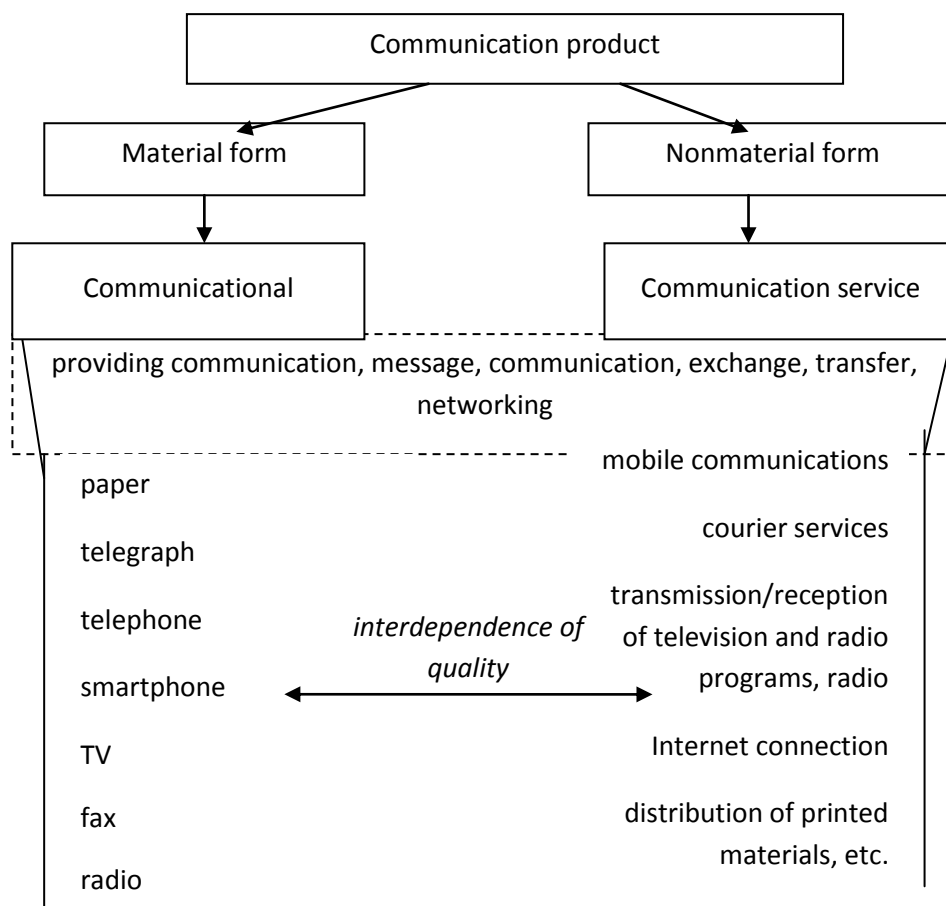 Communication product
Material form
Nonmaterial form
Communicational
Communication service
providing communication, message, communication, exchange, transfer,
networking
paper
telegraph
telephone
smartphone
TV
fax
radio
interdependence of
quality
mobile communications
courier services
transmission/reception
of television and radio
programs, radio
Internet connection
distribution of printed
materials, etc.